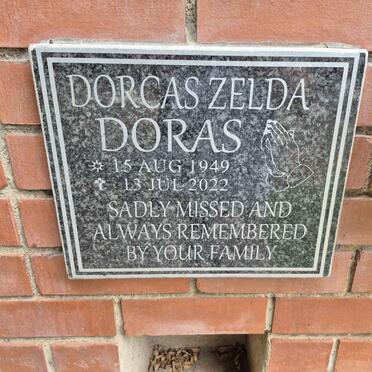 DORCAS ZELDA
DORAS
* 15 AUG 1949
✞ 13 JUL 2022
SADLY MISSED AND
ALWAYS REMEMBERED
BY YOUR FAMILY